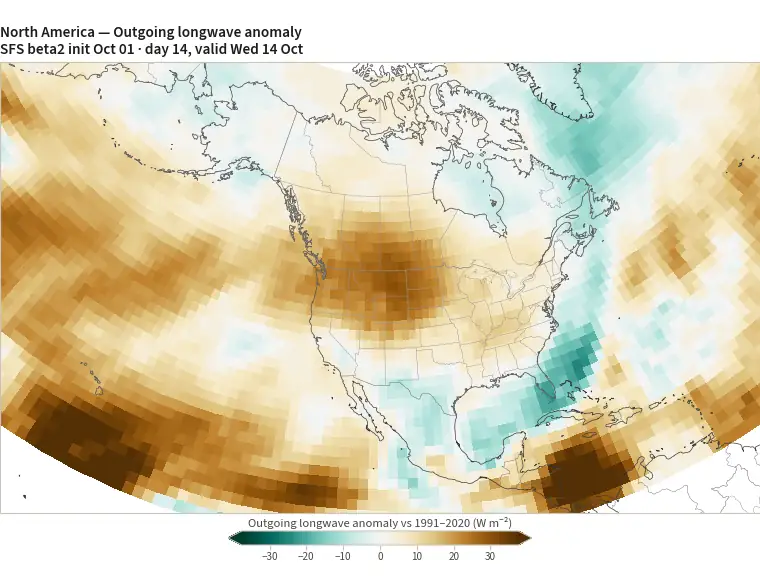 North America — Outgoing longwave anomaly
SFS beta2 init Oct 01 · day 14, valid Wed 14 Oct
Outgoing longwave anomaly vs 1991–2020 (W m⁻²)
−30 −20 −10 0 10 20 30